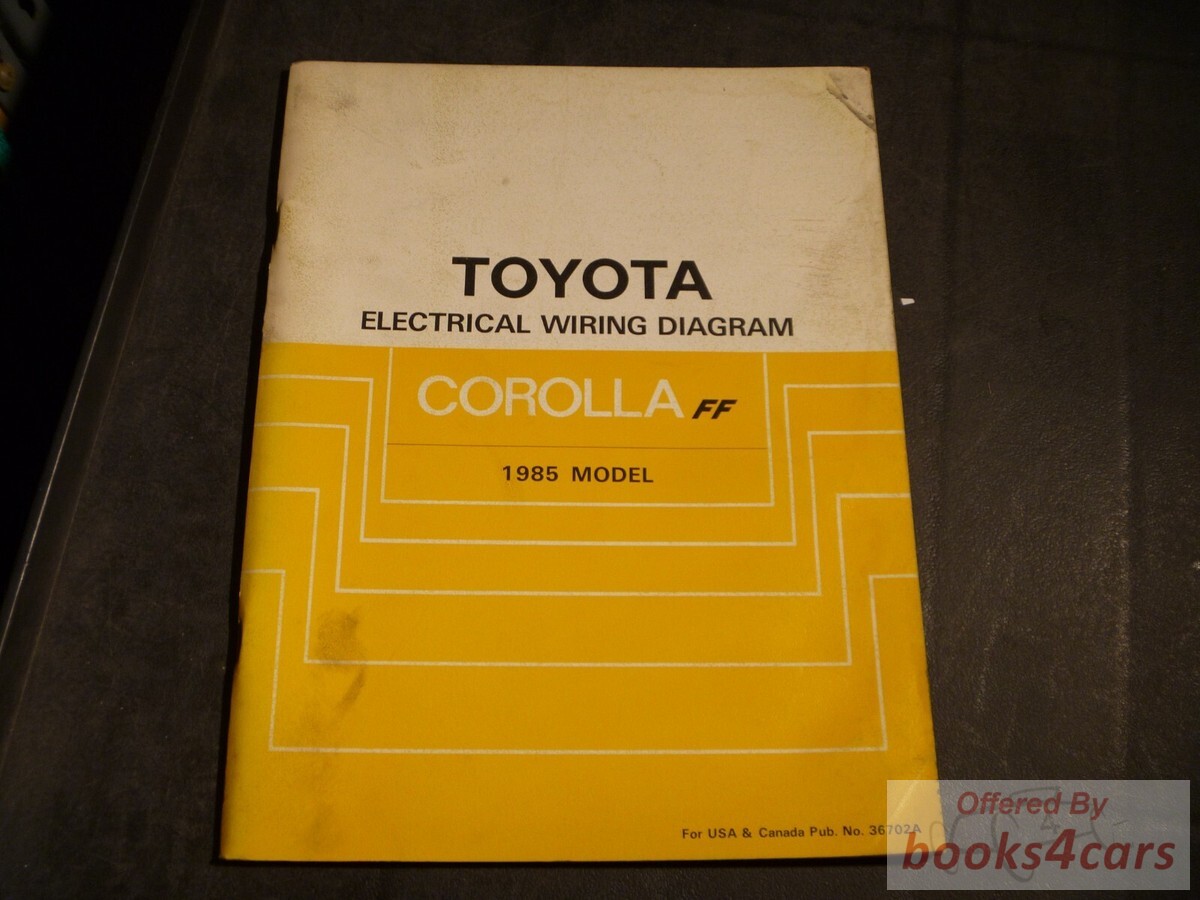 TOYOTA
ELECTRICAL WIRING DIAGRAM
COROLLA FF
1985 MODEL
For USA & Canada Pub. No. 36702A
Offered By
books4cars